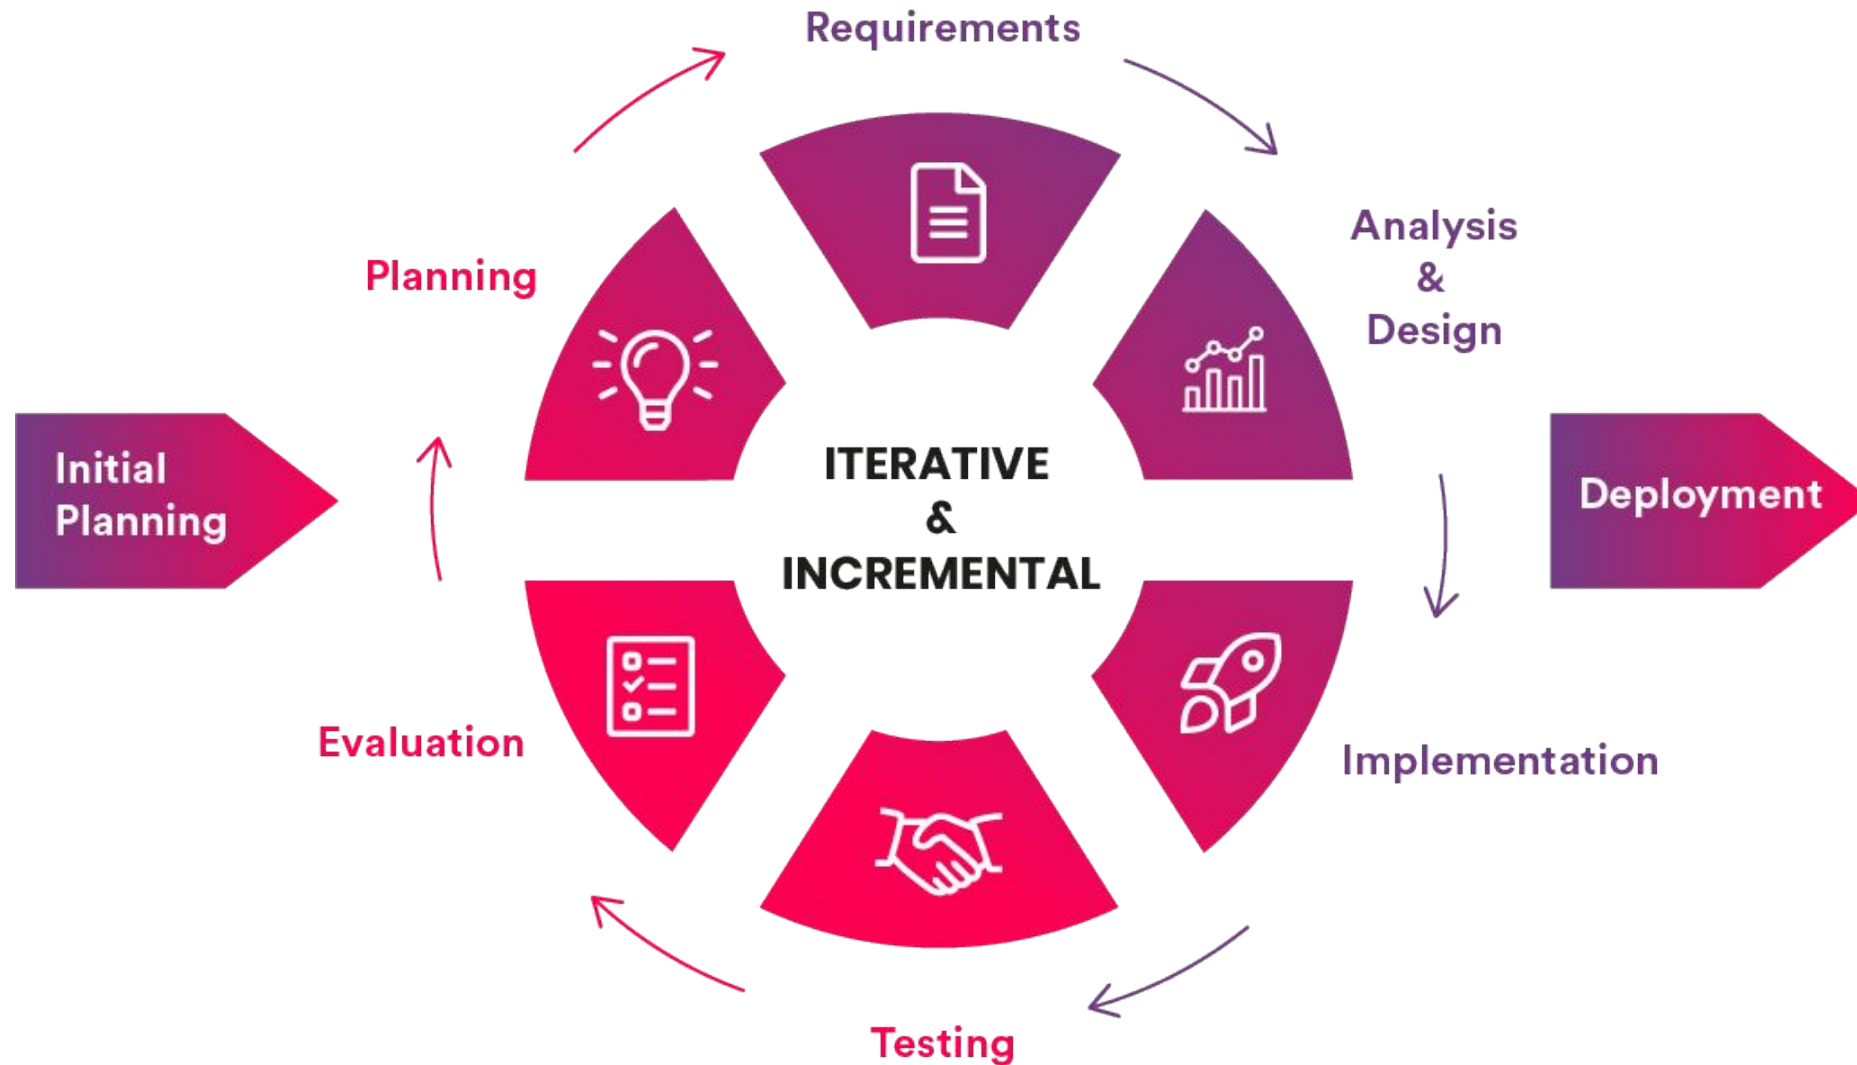 Requirements
Analysis
&
Design
Planning
Initial
Planning
ITERATIVE
&
INCREMENTAL
Deployment
Evaluation
Implementation
Testing